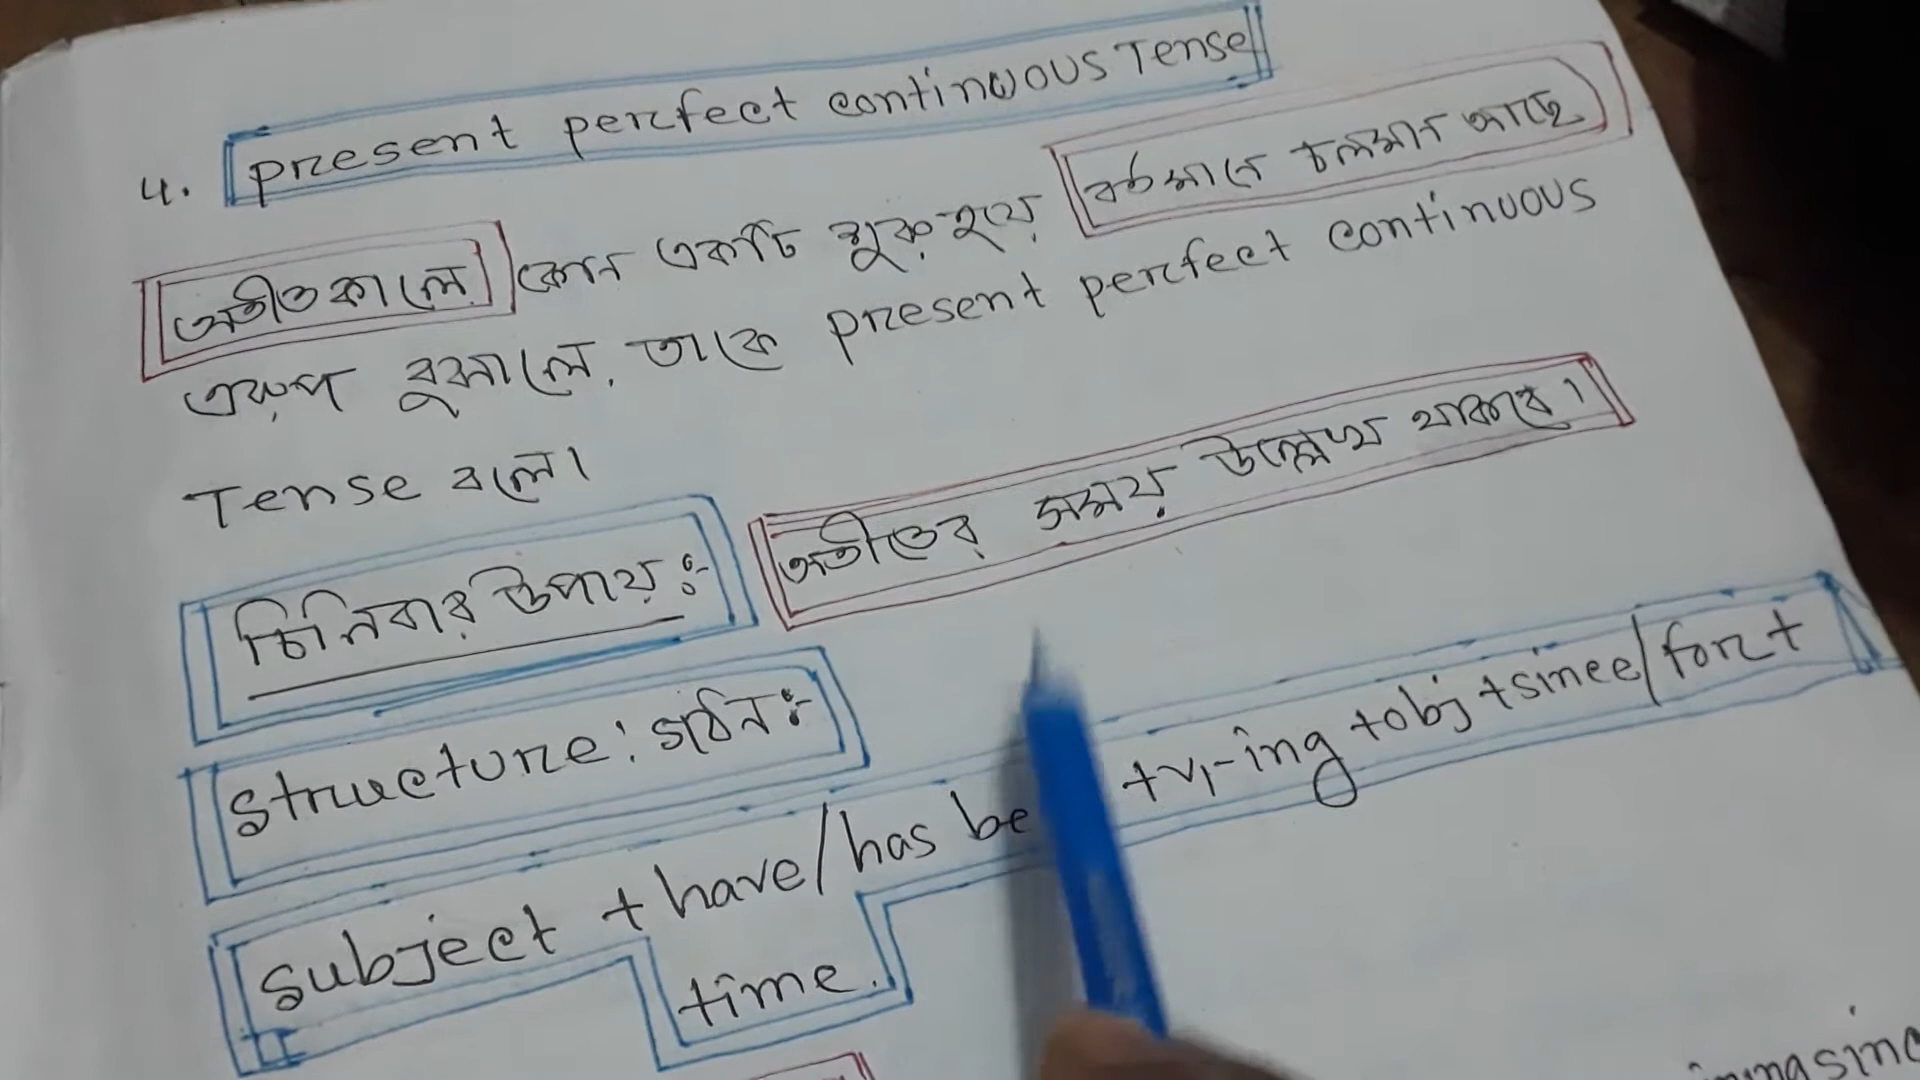 4. present perfect continuous Tense
অতীতকালে কোন একটি শুরু হয়ে বর্তমানে চলমান আছে
এরূপ বুঝালে, তাকে present perfect continuous
Tense বলে।
চিনিবার উপায়ঃ- অতীতের সময় উল্লেখ থাকবে।
structure: গঠনঃ-
subject + have/has be +v1-ing +obj +since/for +
time.